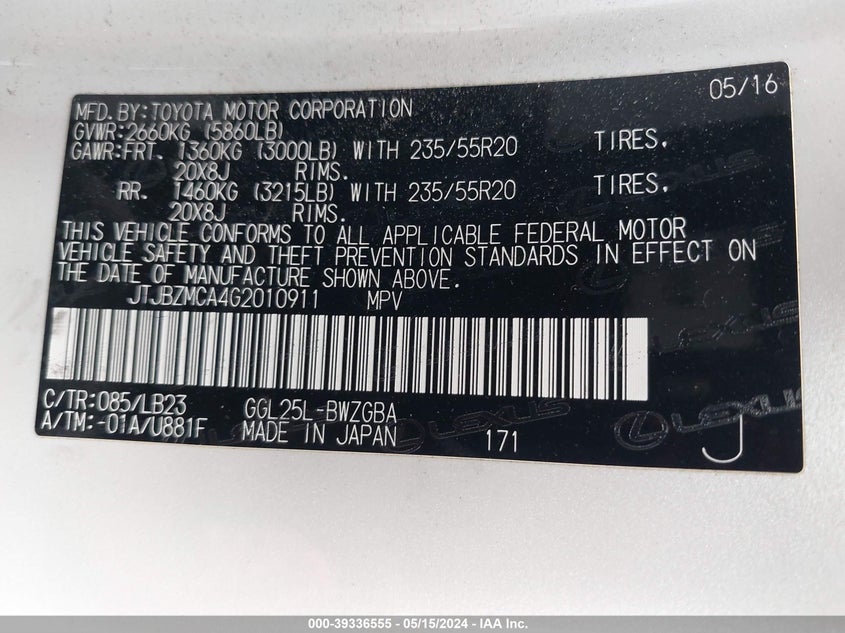 05/16
MFD. BY: TOYOTA MOTOR CORPORATION
GVWR: 2660KG (5860LB)
GAWR: FRT. 1360KG (3000LB) WITH 235/55R20 TIRES.
20X8J RIMS.
RR. 1460KG (3215LB) WITH 235/55R20 TIRES.
20X8J RIMS.
THIS VEHICLE CONFORMS TO ALL APPLICABLE FEDERAL MOTOR
VEHICLE SAFETY AND THEFT PREVENTION STANDARDS IN EFFECT ON
THE DATE OF MANUFACTURE SHOWN ABOVE.
JTJBZMCA4G2010911 MPV
C/TR: 085/LB23 GGL25L-BWZGBA
A/TM: -01A/U881F MADE IN JAPAN 171
LEXUS
J
000-39336555 - 05/15/2024 - IAA Inc.